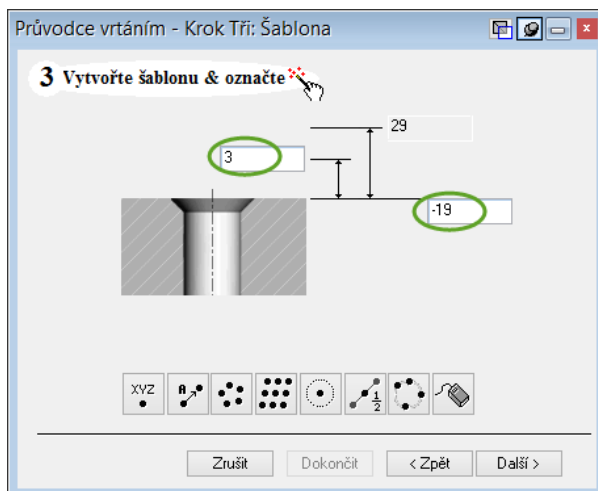 Průvodce vrtáním - Krok Tři: Šablona
3 Vytvořte šablonu & označte
29
3
-19
XYZ
A
1/2
Zrušit
Dokončit
< Zpět
Další >